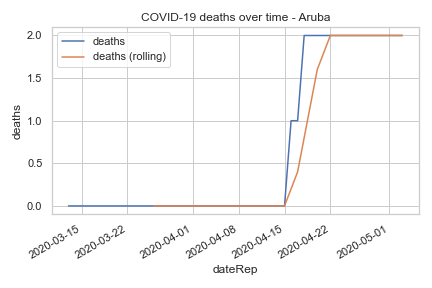 COVID-19 deaths over time - Aruba
deaths
deaths (rolling)
2.0
1.5
1.0
0.5
0.0
deaths
2020-03-15
2020-03-22
2020-04-01
2020-04-08
2020-04-15
2020-04-22
2020-05-01
dateRep